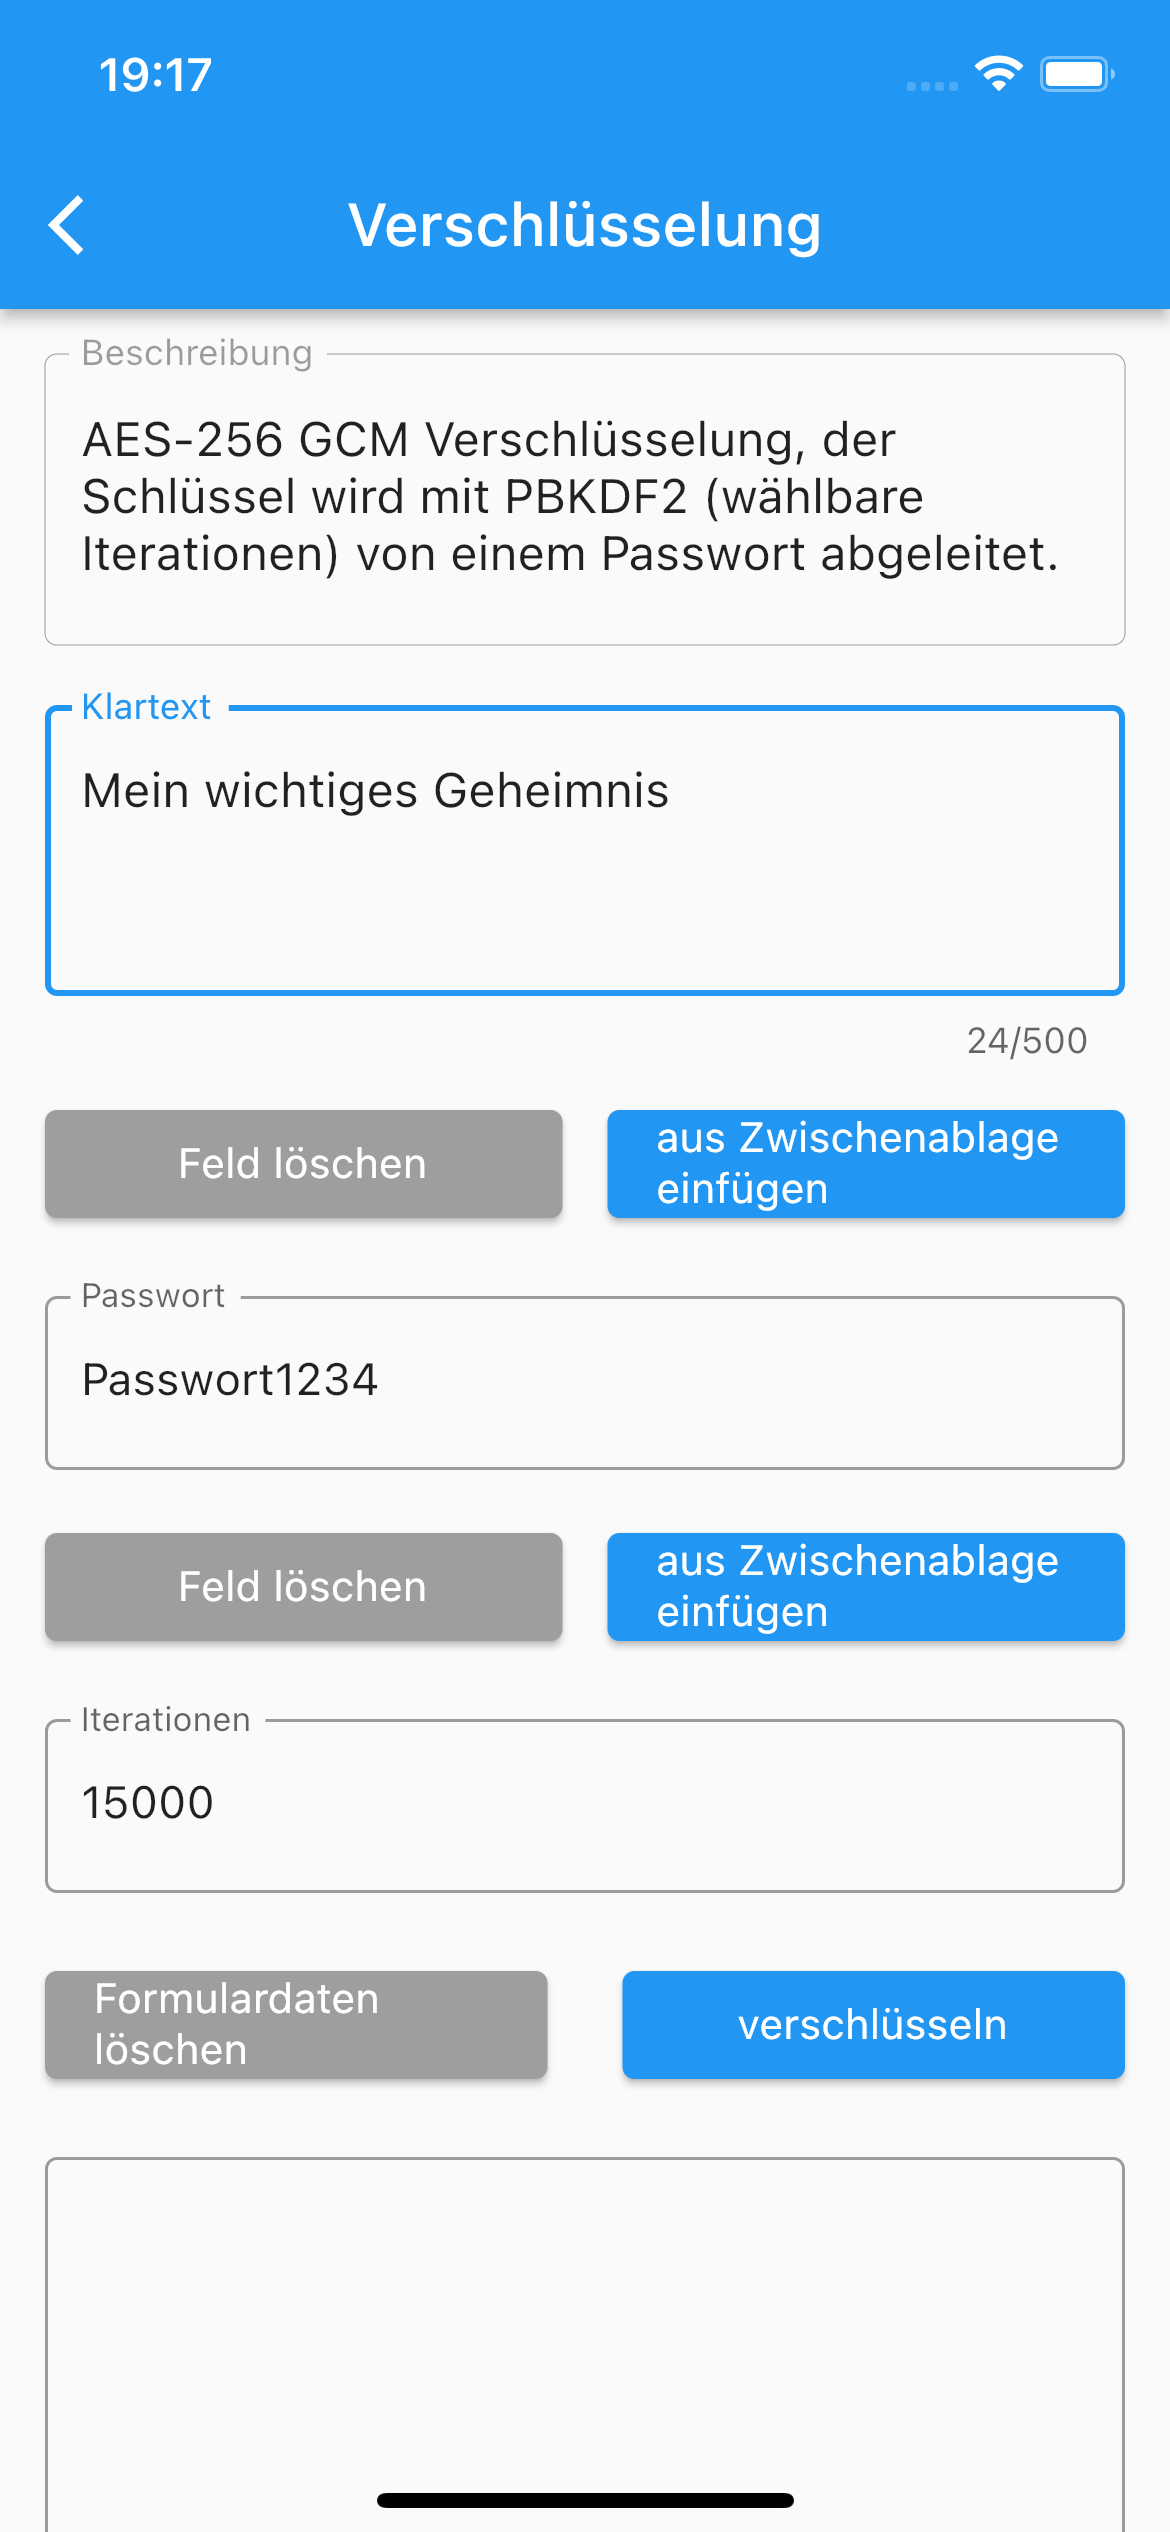 19:17
Verschlüsselung
Beschreibung
AES-256 GCM Verschlüsselung, der
Schlüssel wird mit PBKDF2 (wählbare
Iterationen) von einem Passwort abgeleitet.
Klartext
Mein wichtiges Geheimnis
24/500
Feld löschen
aus Zwischenablage
einfügen
Passwort
Passwort1234
Feld löschen
aus Zwischenablage
einfügen
Iterationen
15000
Formulardaten
löschen
verschlüsseln